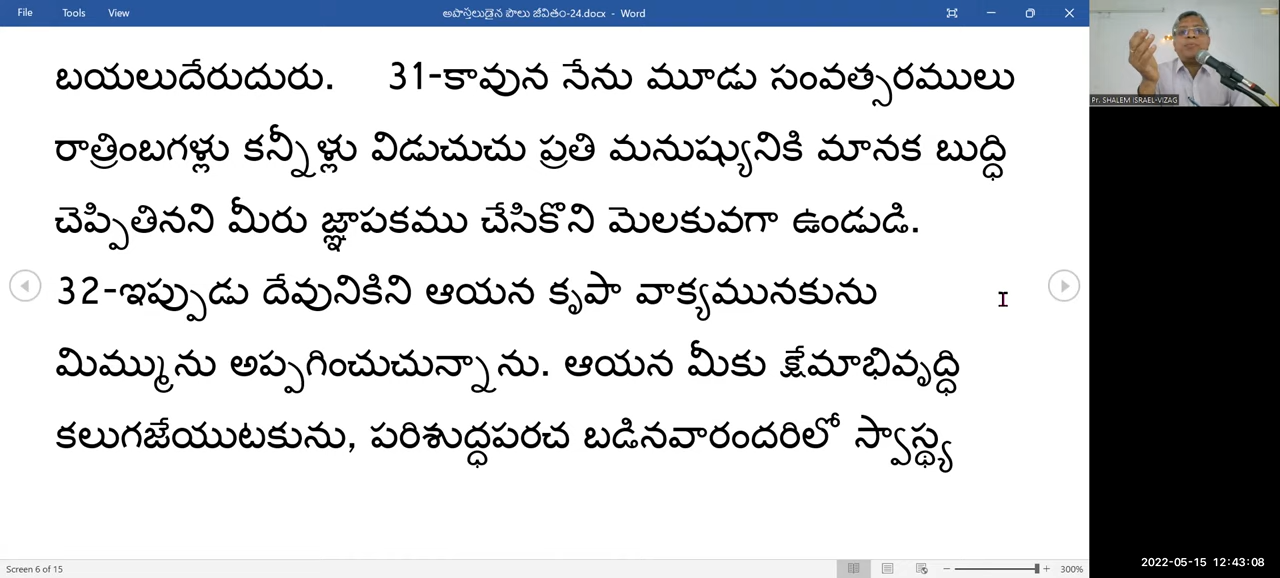 File Tools View అపొస్తలుడైన పౌలు జీవితం-24.docx - Word
బయలుదేరుదురు. 31-కావున నేను మూడు సంవత్సరములు
రాత్రింబగళ్లు కన్నీళ్లు విడుచుచు ప్రతి మనుష్యునికి మానక బుద్ధి
చెప్పితినని మీరు జ్ఞాపకము చేసికొని మెలకువగా ఉండుడి.
32-ఇప్పుడు దేవునికిని ఆయన కృపా వాక్యమునకును
మిమ్మును అప్పగించుచున్నాను. ఆయన మీకు క్షేమాభివృద్ధి
కలుగజేయుటకును, పరిశుద్ధపరచ బడినవారందరిలో స్వాస్థ్య
Screen 6 of 15 300%
Pr. SHALEM ISRAEL-VIZAG
2022-05-15 12:43:08